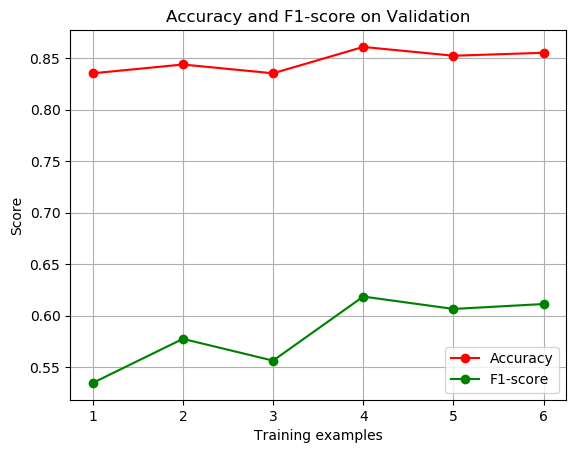 Accuracy and F1-score on Validation
0.85
0.80
0.75
0.70
0.65
0.60
0.55
Score
1 2 3 4 5 6
Training examples
Accuracy
F1-score